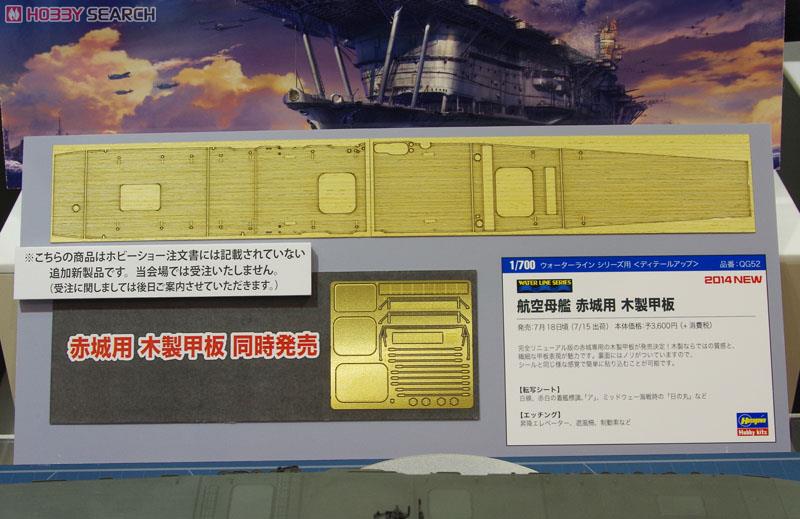 HOBBY SEARCH
※こちらの商品はホビーショー注文書には記載されていない
追加新製品です。当会場では受注いたしません。
(受注に関しましては後日ご案内させていただきます。)
赤城用 木製甲板 同時発売
1/700 ウォーターライン シリーズ用 <ディテールアップ> 品番:QG52
WATER LINE SERIES
2014 NEW
航空母艦 赤城用 木製甲板
発売:7月18日頃 (7/15 出荷) 本体価格:予3,600円 (+ 消費税)
完全リニューアル版の赤城専用の木製甲板が発売決定!木製ならではの質感と、
繊細な甲板表現が魅力です。裏面にはノリがついていますので、
シールと同じ様な感覚で簡単に貼り込むことが可能です。
【転写シート】
白線、赤白の着艦標識、「ア」、ミッドウェー海戦時の「日の丸」など
【エッチング】
昇降エレベーター、遮風柵、制動索など
Hasegawa
Hobby kits